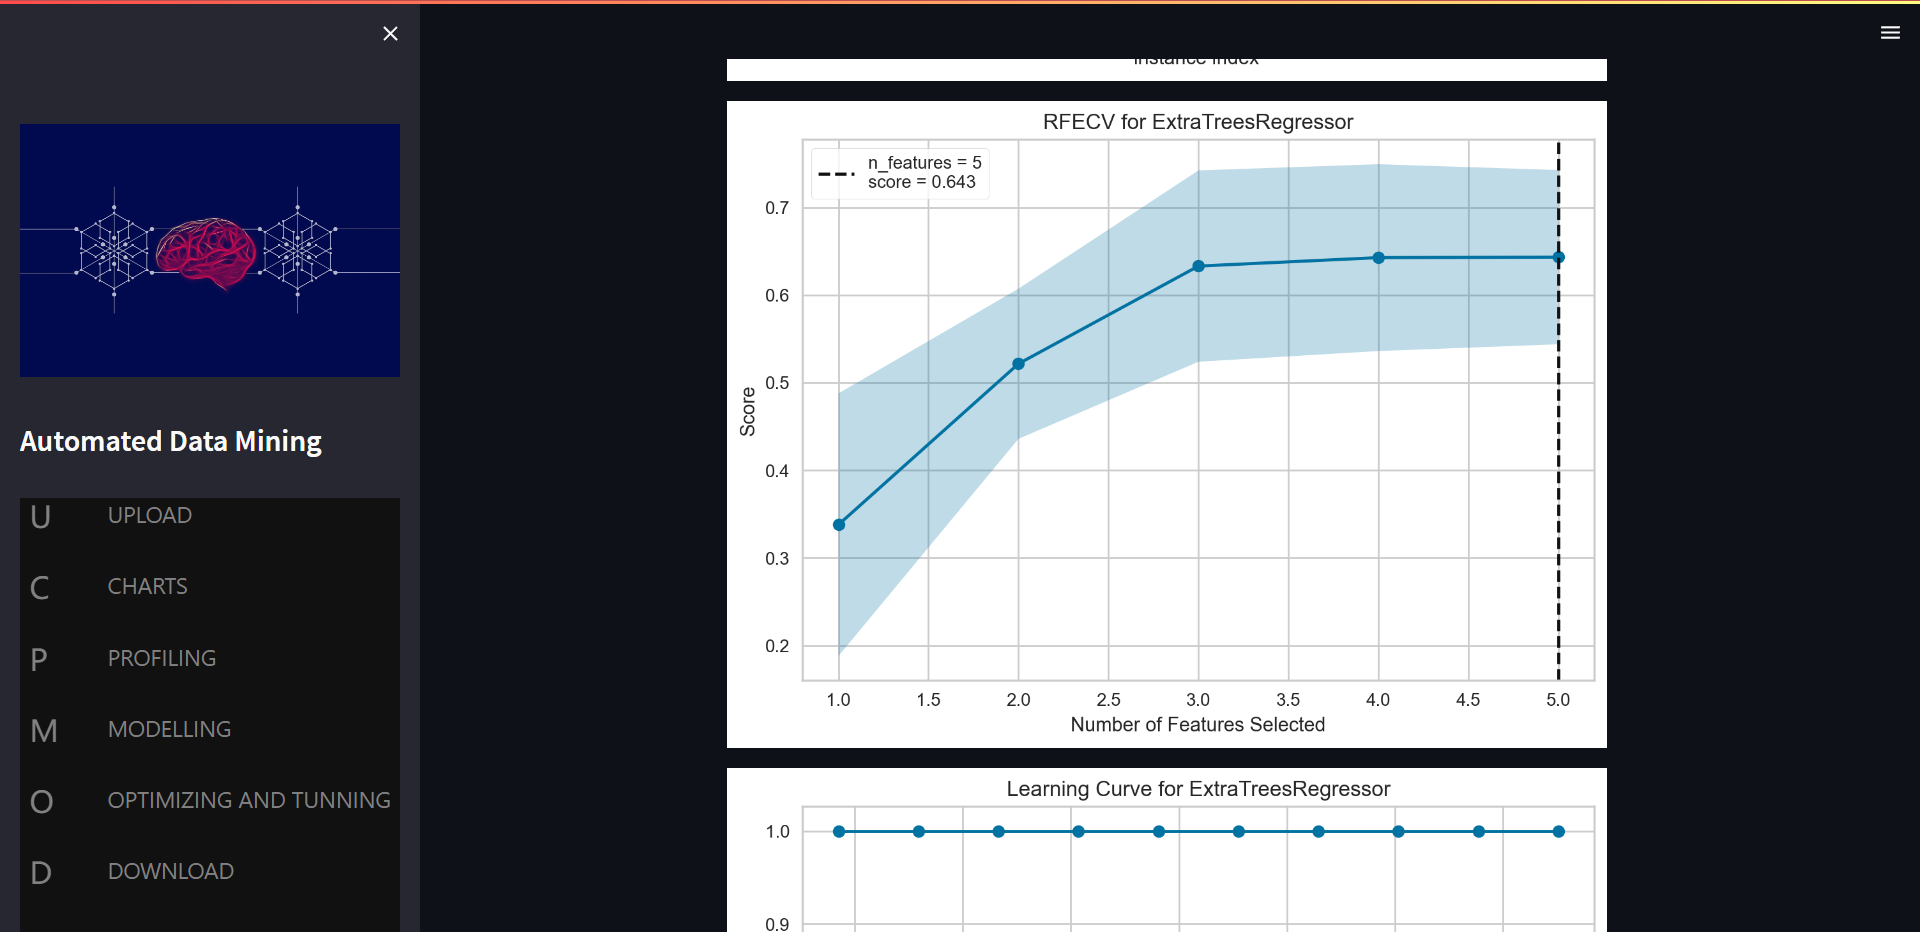 Automated Data Mining
U UPLOAD
C CHARTS
P PROFILING
M MODELLING
O OPTIMIZING AND TUNNING
D DOWNLOAD
Instance Index
RFECV for ExtraTreesRegressor
n_features = 5
score = 0.643
0.7
0.6
0.5
0.4
0.3
0.2
Score
1.0 1.5 2.0 2.5 3.0 3.5 4.0 4.5 5.0
Number of Features Selected
Learning Curve for ExtraTreesRegressor
1.0
0.9